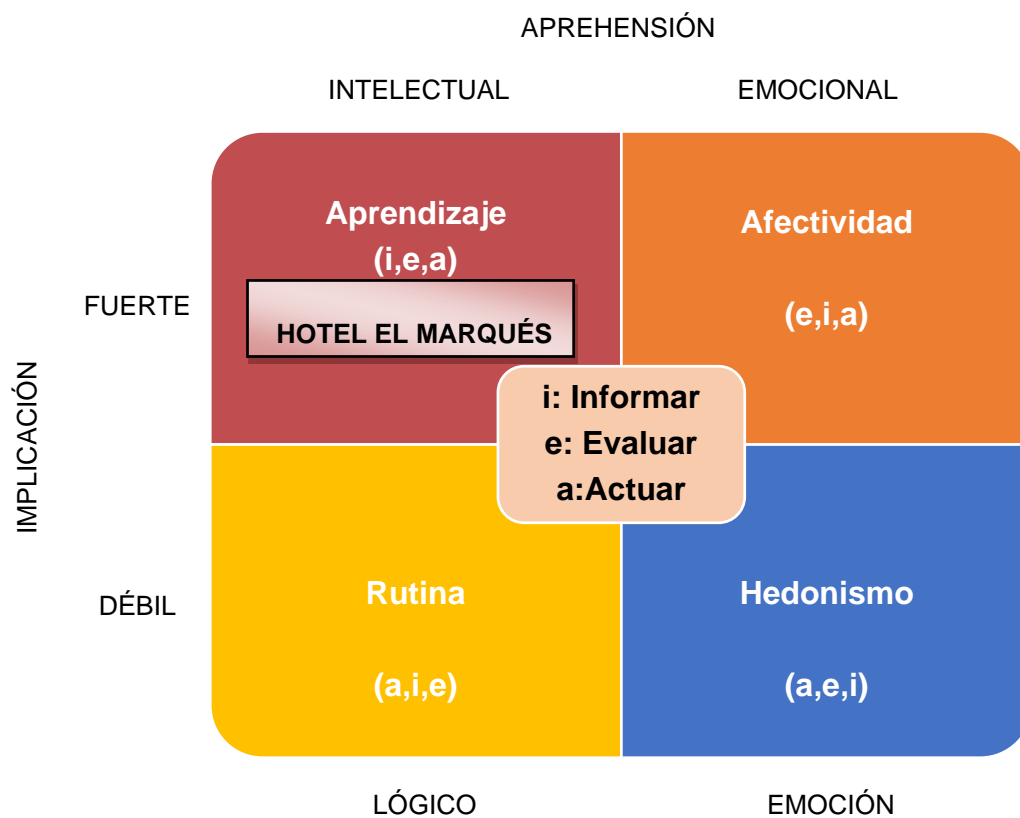 APREHENSIÓN
INTELECTUAL
EMOCIONAL
Aprendizaje
(i,e,a)
HOTEL EL MARQUÉS
Afectividad
(e,i,a)
FUERTE
IMPLICACIÓN
i: Informar
e: Evaluar
a:Actuar
DÉBIL
Rutina
(a,i,e)
Hedonismo
(a,e,i)
LÓGICO
EMOCIÓN